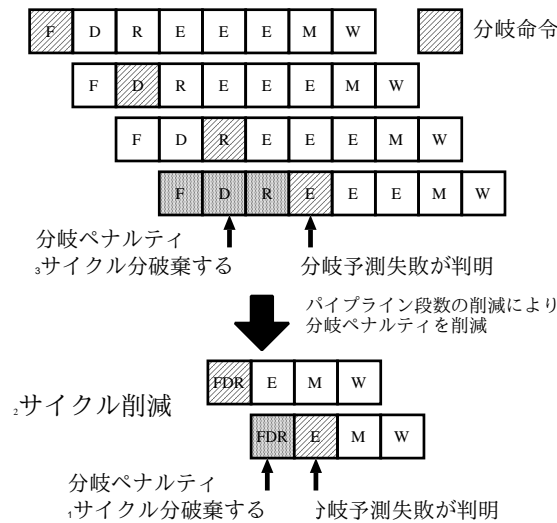 F D R E E E M W
分岐命令
F D R E E E M W
F D R E E E M W
F D R E E E M W
分岐ペナルティ
3サイクル分破棄する
分岐予測失敗が判明
パイプライン段数の削減により
分岐ペナルティを削減
FDR E M W
2サイクル削減
FDR E M W
分岐ペナルティ
1サイクル分破棄する
分岐予測失敗が判明